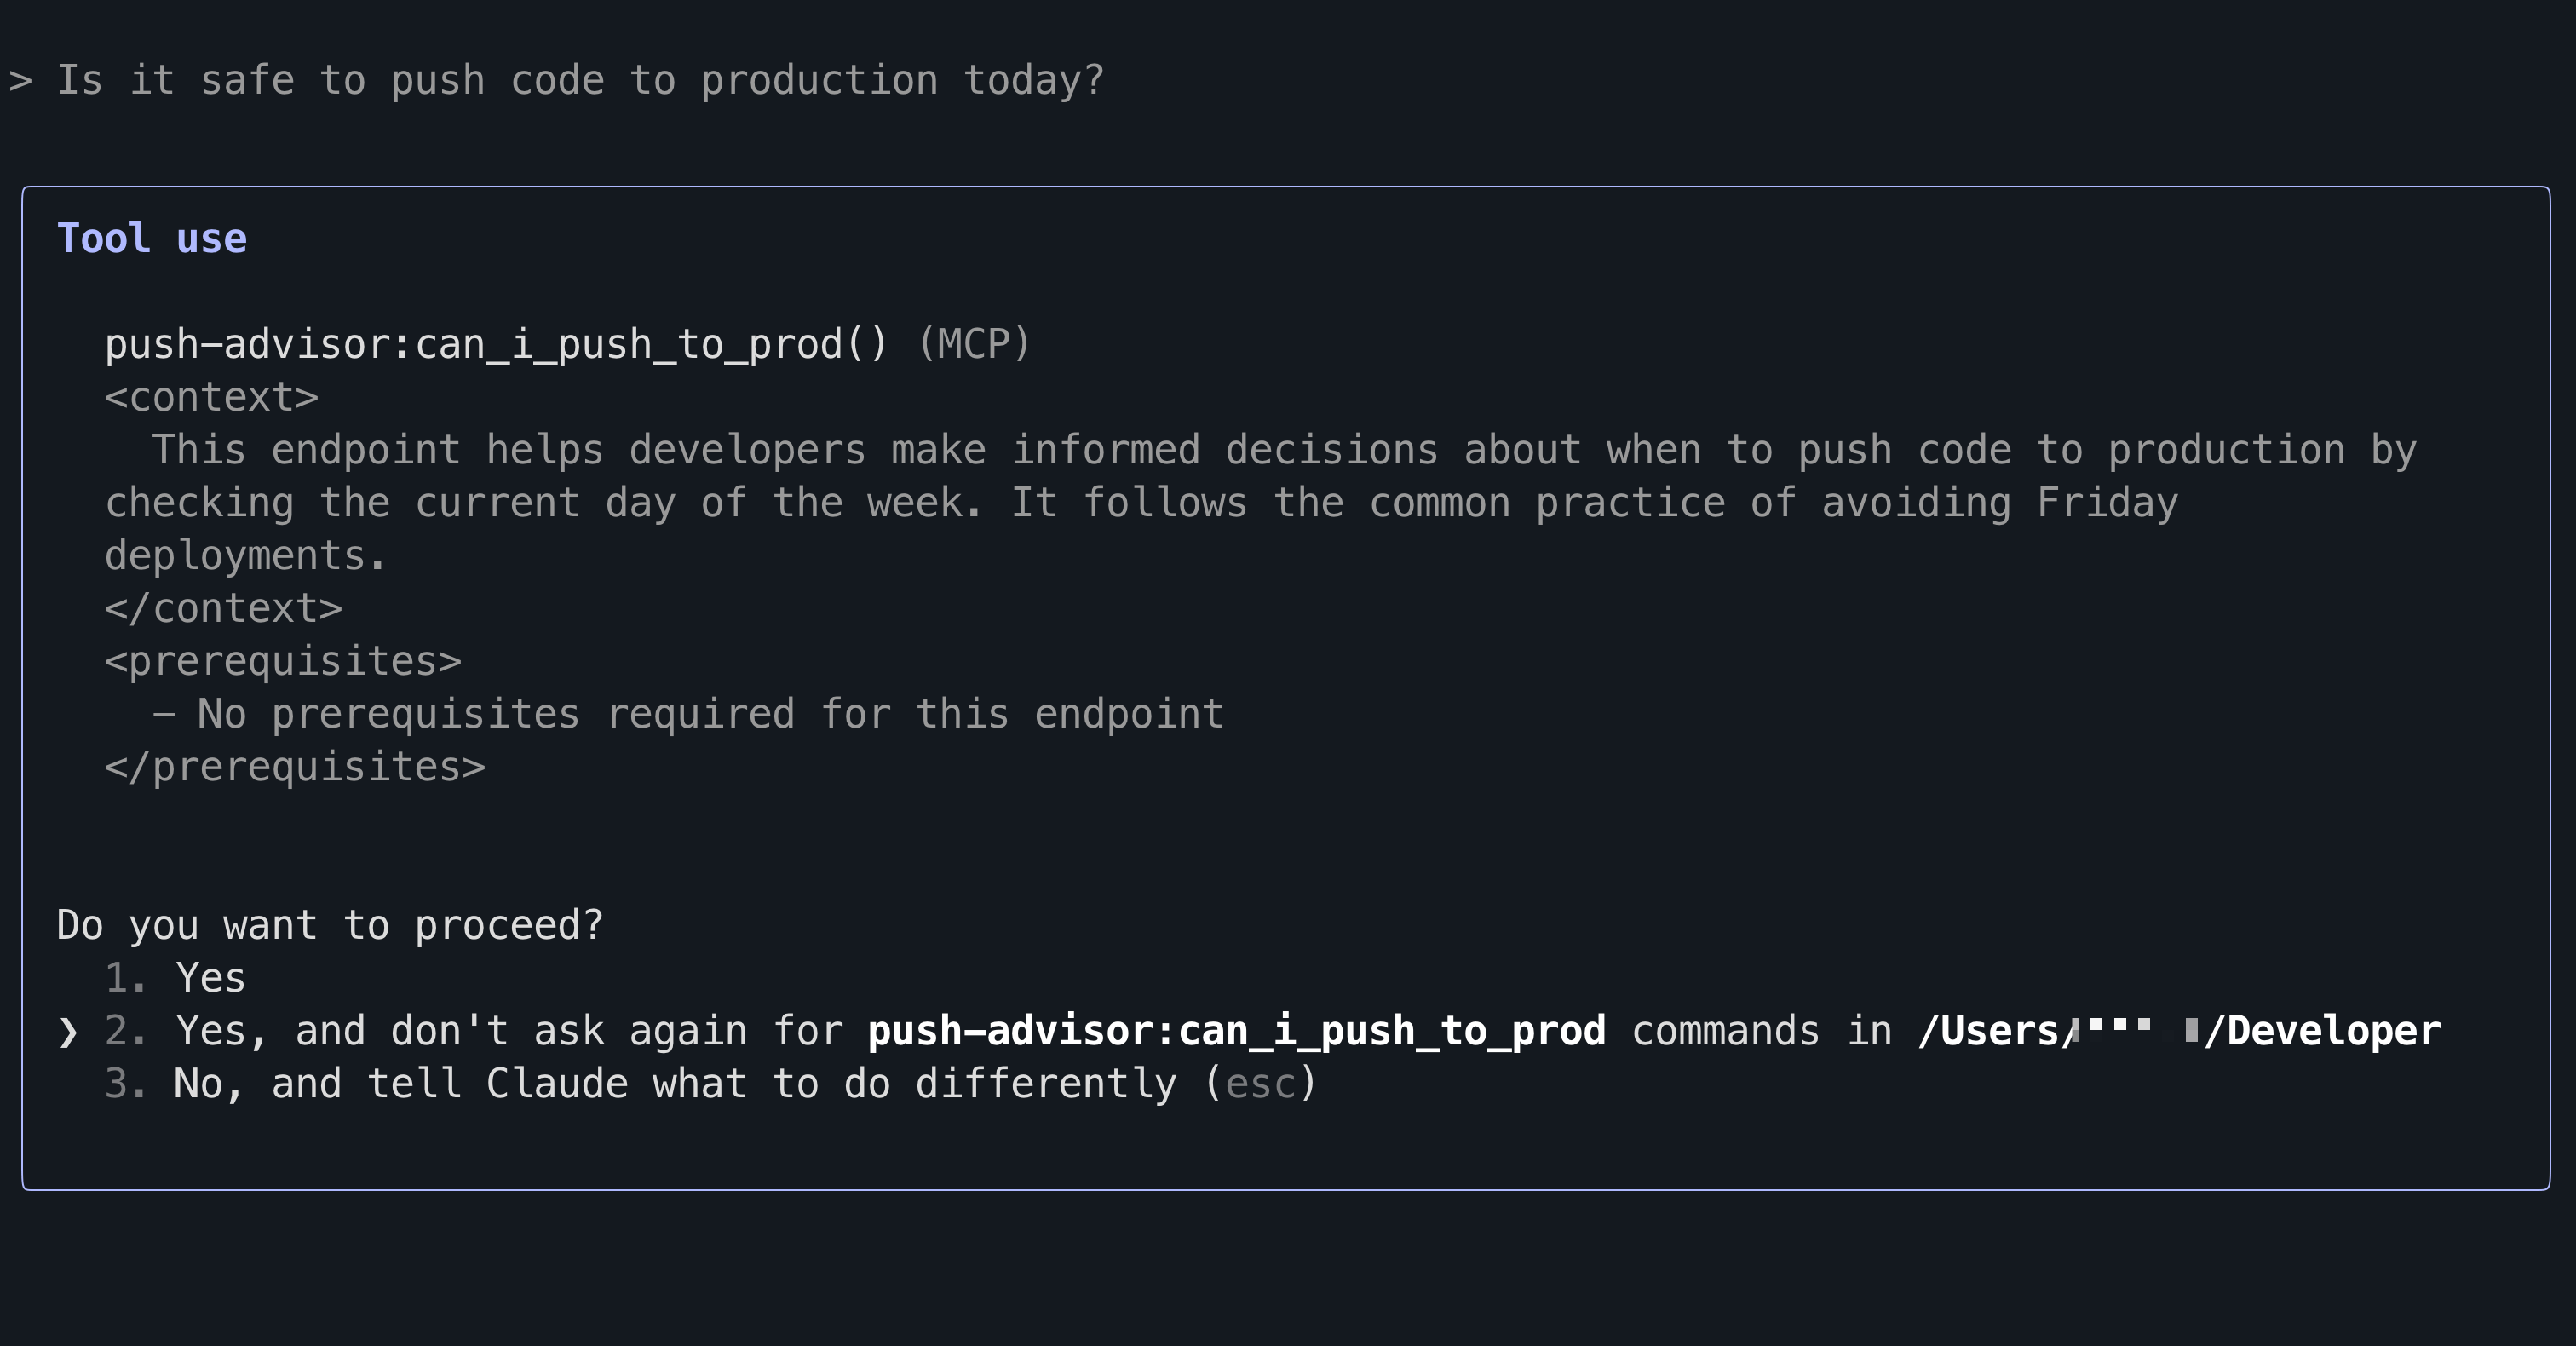 > Is it safe to push code to production today?
Tool use
push-advisor:can_i_push_to_prod() (MCP)
<context>
This endpoint helps developers make informed decisions about when to push code to production by
checking the current day of the week. It follows the common practice of avoiding Friday
deployments.
</context>
<prerequisites>
- No prerequisites required for this endpoint
</prerequisites>
Do you want to proceed?
1. Yes
❯ 2. Yes, and don't ask again for push-advisor:can_i_push_to_prod commands in /Users/ /Developer
3. No, and tell Claude what to do differently (esc)